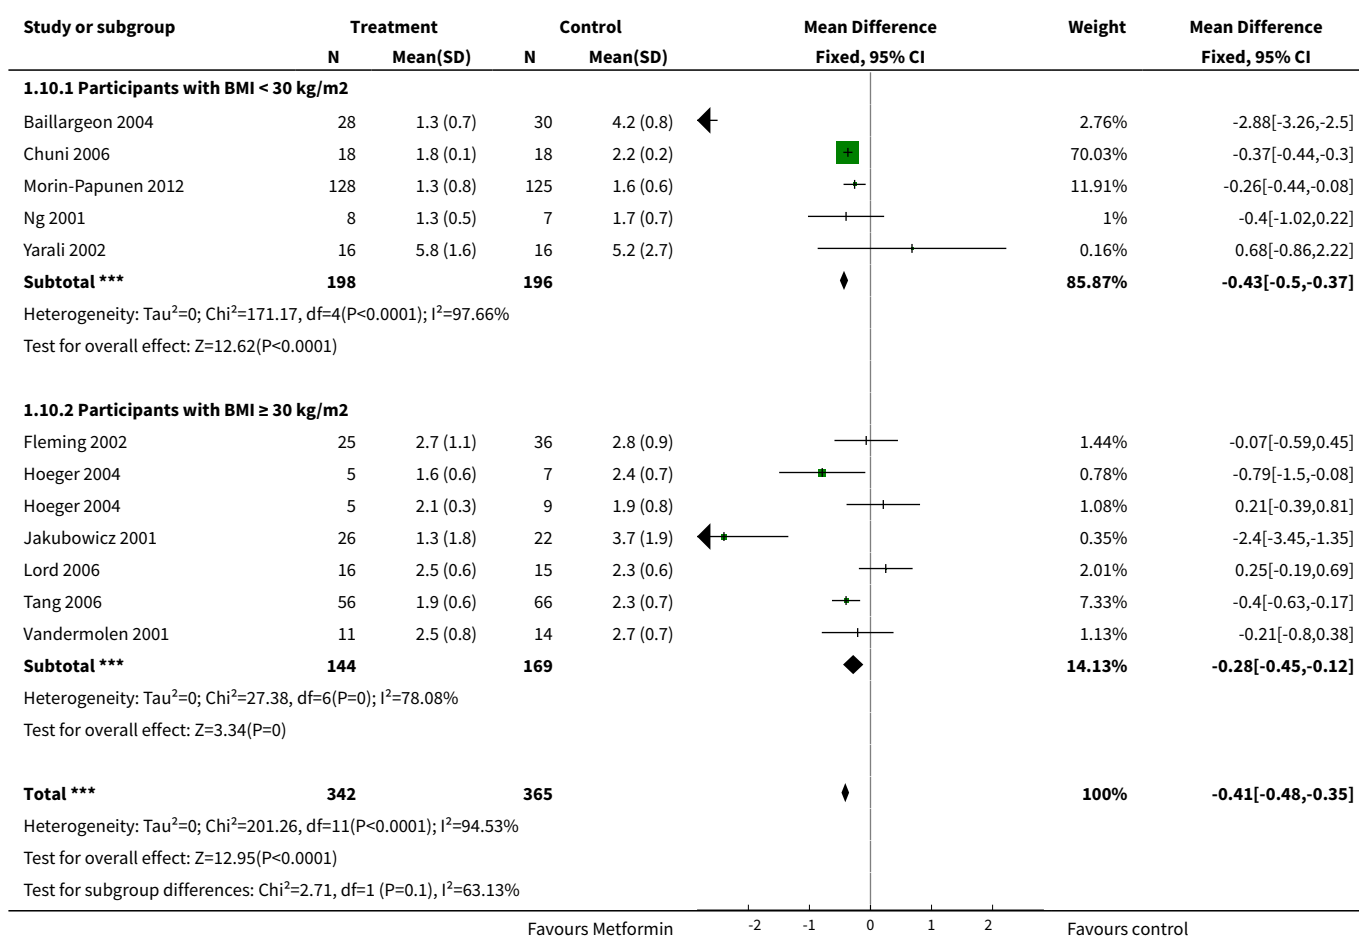 Study or subgroup Treatment Control Mean Difference Weight Mean Difference
N Mean(SD) N Mean(SD) Fixed, 95% CI Fixed, 95% CI
1.10.1 Participants with BMI < 30 kg/m2
Baillargeon 2004 28 1.3 (0.7) 30 4.2 (0.8) 2.76% -2.88[-3.26,-2.5]
Chuni 2006 18 1.8 (0.1) 18 2.2 (0.2) 70.03% -0.37[-0.44,-0.3]
Morin-Papunen 2012 128 1.3 (0.8) 125 1.6 (0.6) 11.91% -0.26[-0.44,-0.08]
Ng 2001 8 1.3 (0.5) 7 1.7 (0.7) 1% -0.4[-1.02,0.22]
Yarali 2002 16 5.8 (1.6) 16 5.2 (2.7) 0.16% 0.68[-0.86,2.22]
Subtotal *** 198 196 85.87% -0.43[-0.5,-0.37]
Heterogeneity: Tau²=0; Chi²=171.17, df=4(P<0.0001); I²=97.66%
Test for overall effect: Z=12.62(P<0.0001)
1.10.2 Participants with BMI ≥ 30 kg/m2
Fleming 2002 25 2.7 (1.1) 36 2.8 (0.9) 1.44% -0.07[-0.59,0.45]
Hoeger 2004 5 1.6 (0.6) 7 2.4 (0.7) 0.78% -0.79[-1.5,-0.08]
Hoeger 2004 5 2.1 (0.3) 9 1.9 (0.8) 1.08% 0.21[-0.39,0.81]
Jakubowicz 2001 26 1.3 (1.8) 22 3.7 (1.9) 0.35% -2.4[-3.45,-1.35]
Lord 2006 16 2.5 (0.6) 15 2.3 (0.6) 2.01% 0.25[-0.19,0.69]
Tang 2006 56 1.9 (0.6) 66 2.3 (0.7) 7.33% -0.4[-0.63,-0.17]
Vandermolen 2001 11 2.5 (0.8) 14 2.7 (0.7) 1.13% -0.21[-0.8,0.38]
Subtotal *** 144 169 14.13% -0.28[-0.45,-0.12]
Heterogeneity: Tau²=0; Chi²=27.38, df=6(P=0); I²=78.08%
Test for overall effect: Z=3.34(P=0)
Total *** 342 365 100% -0.41[-0.48,-0.35]
Heterogeneity: Tau²=0; Chi²=201.26, df=11(P<0.0001); I²=94.53%
Test for overall effect: Z=12.95(P<0.0001)
Test for subgroup differences: Chi²=2.71, df=1 (P=0.1), I²=63.13%
Favours Metformin -2 -1 0 1 2 Favours control